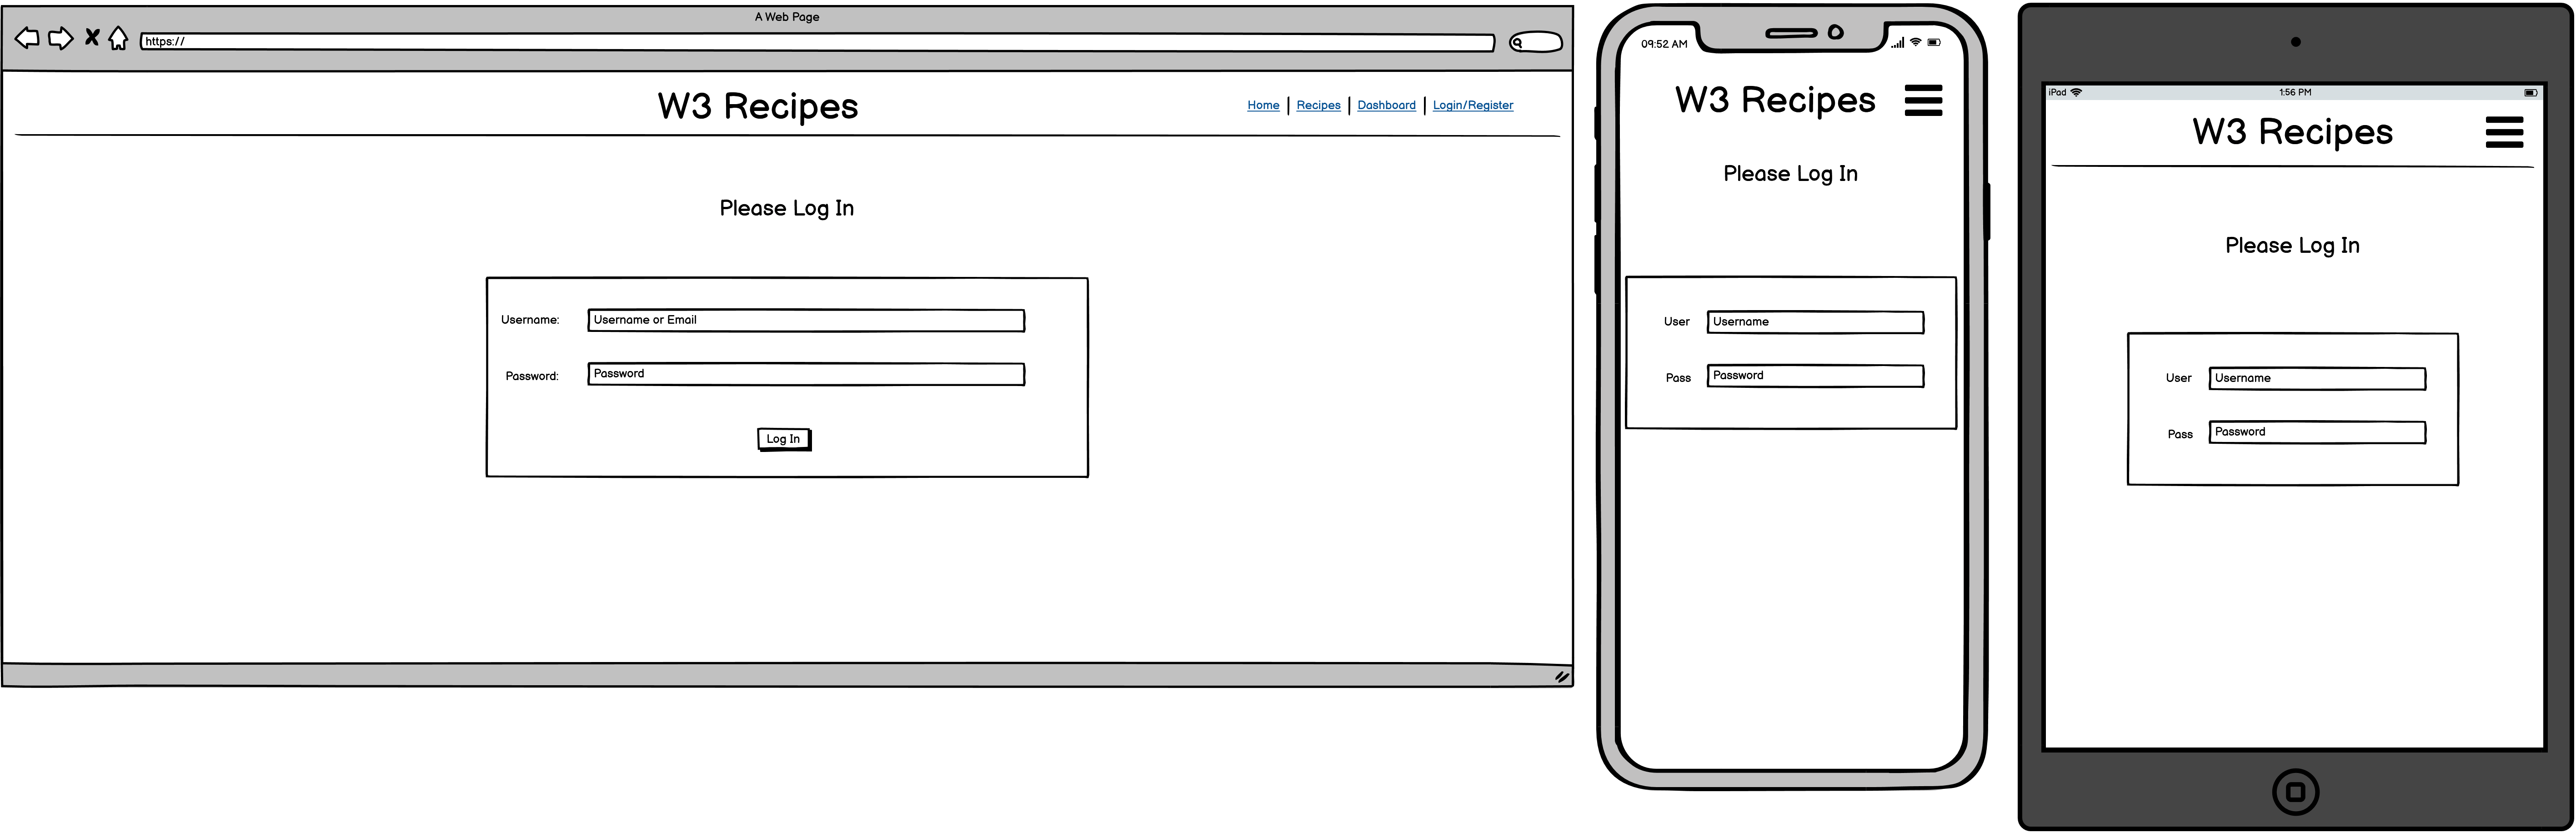 A Web Page
https://
W3 Recipes
Home | Recipes | Dashboard | Login/Register
Please Log In
Username: Username or Email
Password: Password
Log In
09:52 AM
W3 Recipes
Please Log In
User Username
Pass Password
iPad 1:56 PM
W3 Recipes
Please Log In
User Username
Pass Password